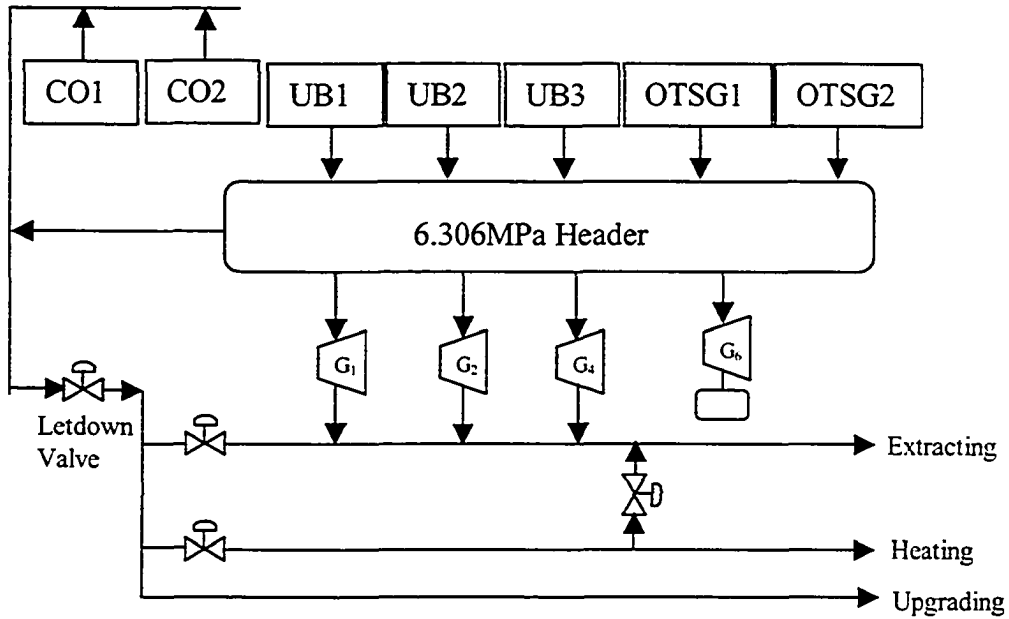 CO1
CO2
UB1
UB2
UB3
OTSG1
OTSG2
6.306MPa Header
G₁
G₂
G₄
G₆
Letdown
Valve
Extracting
Heating
Upgrading